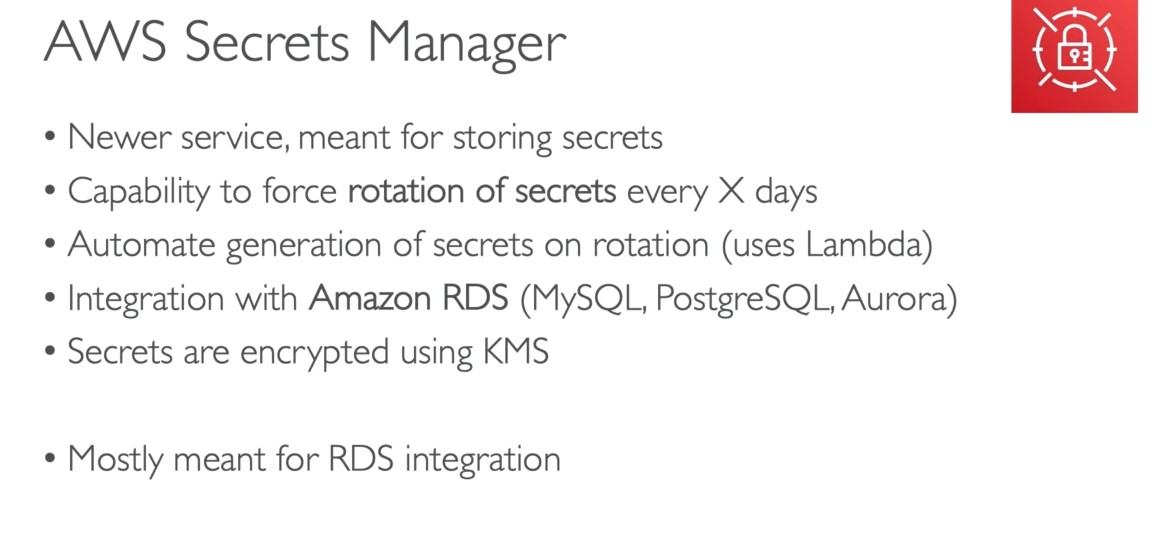 AWS Secrets Manager
• Newer service, meant for storing secrets
• Capability to force rotation of secrets every X days
• Automate generation of secrets on rotation (uses Lambda)
• Integration with Amazon RDS (MySQL, PostgreSQL, Aurora)
• Secrets are encrypted using KMS
• Mostly meant for RDS integration